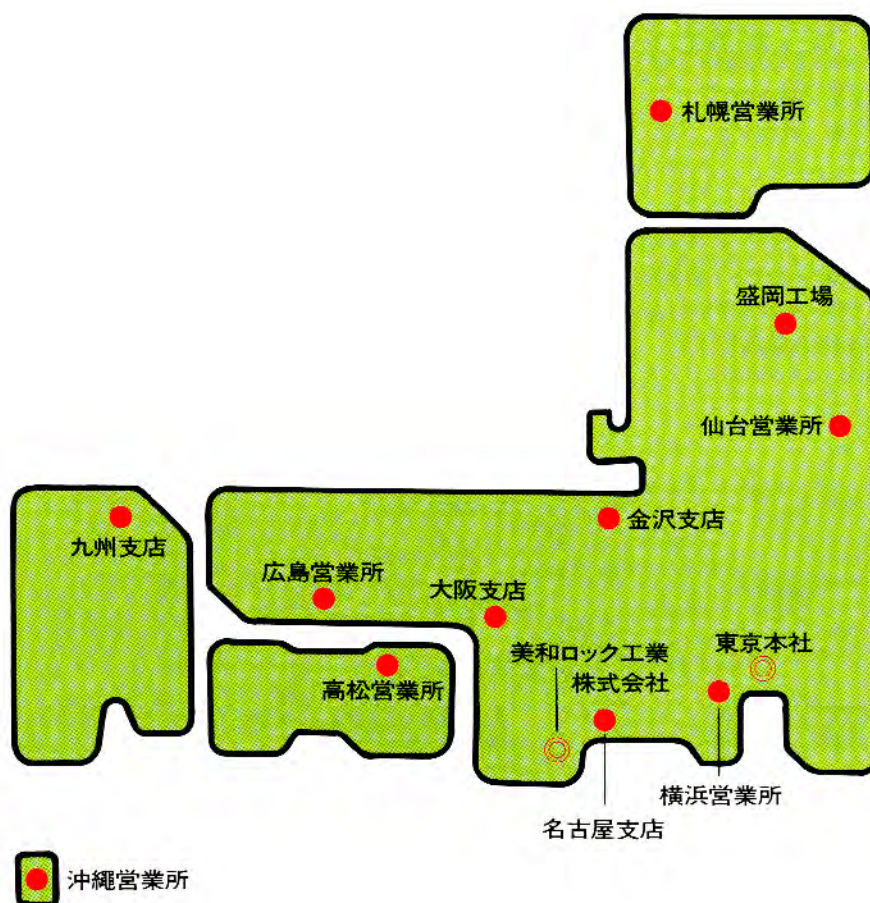 札幌営業所
盛岡工場
仙台営業所
金沢支店
九州支店
広島営業所
大阪支店
東京本社
美和ロック工業
株式会社
高松営業所
横浜営業所
名古屋支店
沖縄営業所